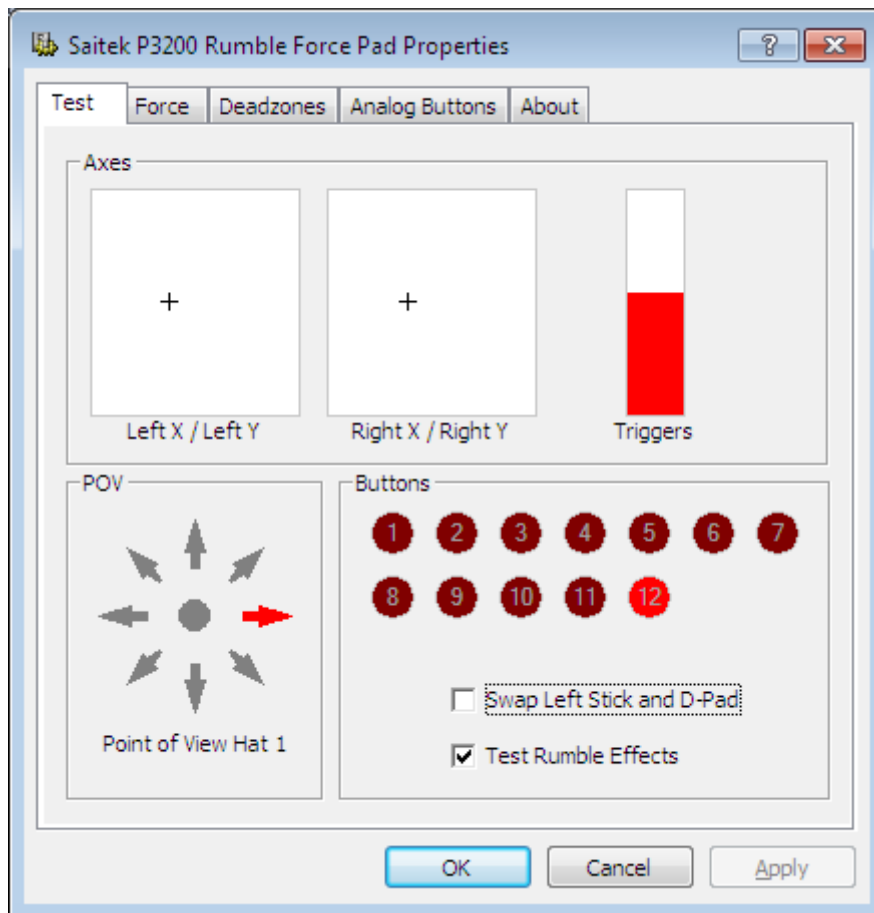 Saitek P3200 Rumble Force Pad Properties
?
Test Force Deadzones Analog Buttons About
Axes
Left X / Left Y
Right X / Right Y
Triggers
POV
Point of View Hat 1
Buttons
1 2 3 4 5 6 7
8 9 10 11 12
Swap Left Stick and D-Pad
Test Rumble Effects
OK Cancel Apply